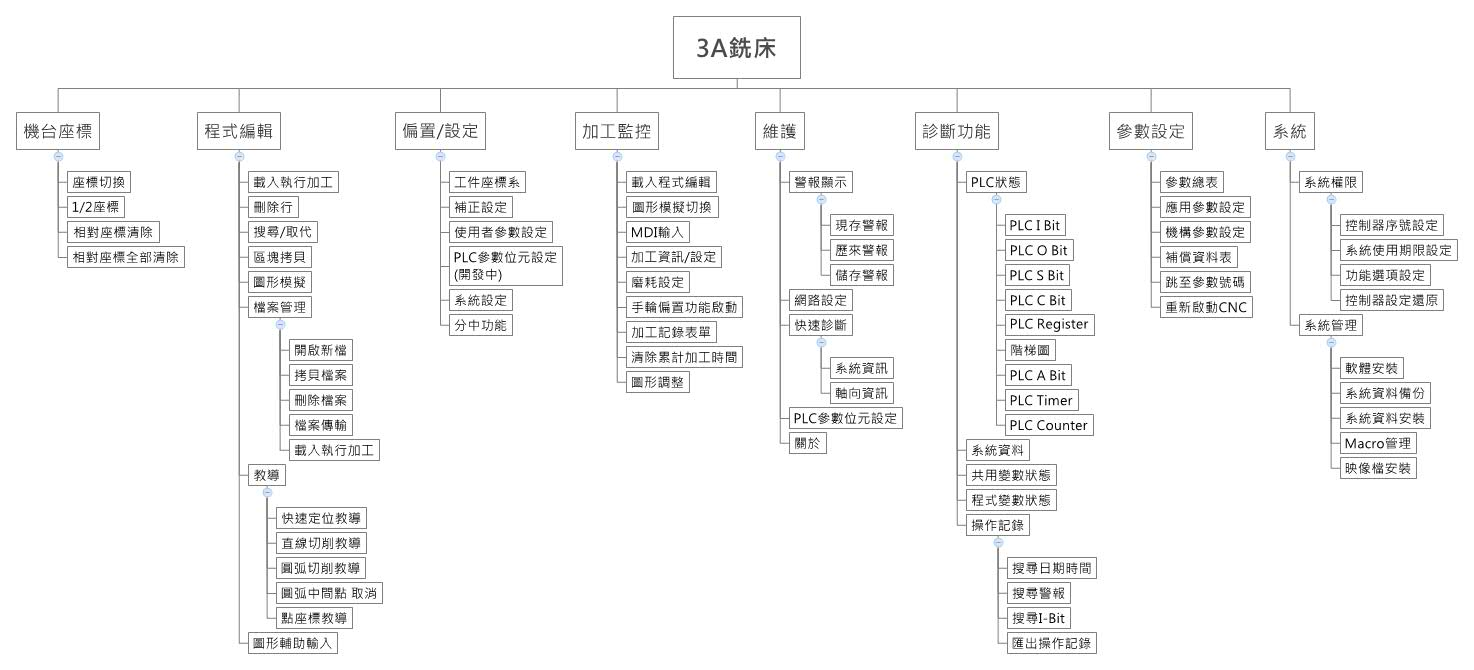 3A銑床
機台座標
座標切換
1/2座標
相對座標清除
相對座標全部清除
程式編輯
載入執行加工
刪除行
搜尋/取代
區塊拷貝
圖形模擬
檔案管理
開啟新檔
拷貝檔案
刪除檔案
檔案傳輸
載入執行加工
教導
快速定位教導
直線切削教導
圓弧切削教導
圓弧中間點 取消
點座標教導
圖形輔助輸入
偏置/設定
工件座標系
補正設定
使用者參數設定
PLC參數位元設定
(開發中)
系統設定
分中功能
加工監控
載入程式編輯
圖形模擬切換
MDI輸入
加工資訊/設定
磨耗設定
手輪偏置功能啟動
加工記錄表單
清除累計加工時間
圖形調整
維護
警報顯示
現存警報
歷來警報
儲存警報
網路設定
快速診斷
系統資訊
軸向資訊
PLC參數位元設定
關於
診斷功能
PLC狀態
PLC I Bit
PLC O Bit
PLC S Bit
PLC C Bit
PLC Register
階梯圖
PLC A Bit
PLC Timer
PLC Counter
系統資料
共用變數狀態
程式變數狀態
操作記錄
搜尋日期時間
搜尋警報
搜尋I-Bit
匯出操作記錄
參數設定
參數總表
應用參數設定
機構參數設定
補償資料表
跳至參數號碼
重新啟動CNC
系統
系統權限
控制器序號設定
系統使用期限設定
功能選項設定
控制器設定還原
系統管理
軟體安裝
系統資料備份
系統資料安裝
Macro管理
映像檔安裝